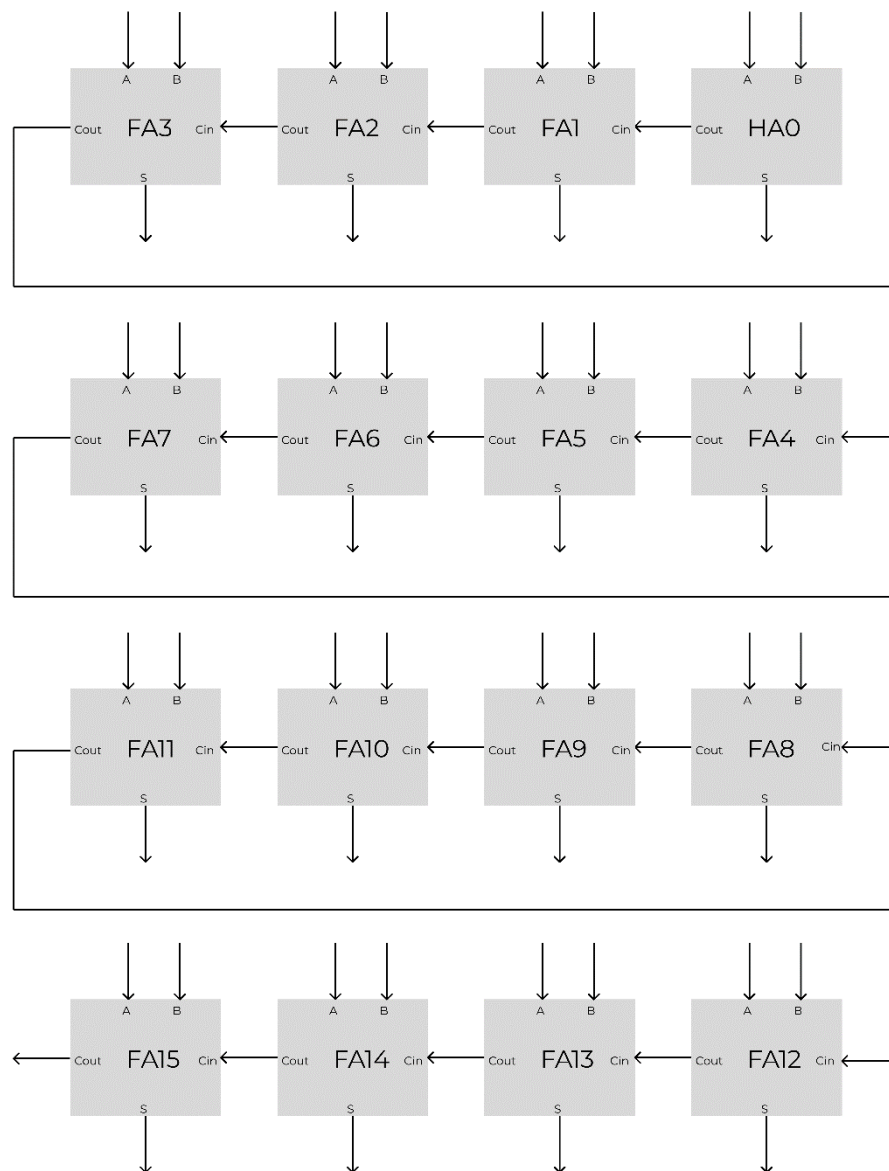 A B A B A B A B
Cout FA3 Cin Cout FA2 Cin Cout FA1 Cin Cout HA0
S S S S
A B A B A B A B
Cout FA7 Cin Cout FA6 Cin Cout FA5 Cin Cout FA4 Cin
S S S S
A B A B A B A B
Cout FA11 Cin Cout FA10 Cin Cout FA9 Cin Cout FA8 Cin
S S S S
A B A B A B A B
Cout FA15 Cin Cout FA14 Cin Cout FA13 Cin Cout FA12 Cin
S S S S